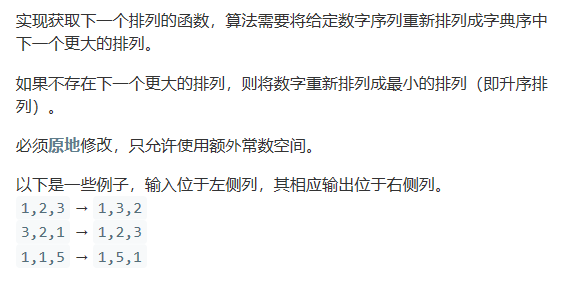 实现获取下一个排列的函数，算法需要将给定数字序列重新排列成字典序中
下一个更大的排列。
如果不存在下一个更大的排列，则将数字重新排列成最小的排列（即升序排
列）。
必须原地修改，只允许使用额外常数空间。
以下是一些例子，输入位于左侧列，其相应输出位于右侧列。
1,2,3 → 1,3,2
3,2,1 → 1,2,3
1,1,5 → 1,5,1